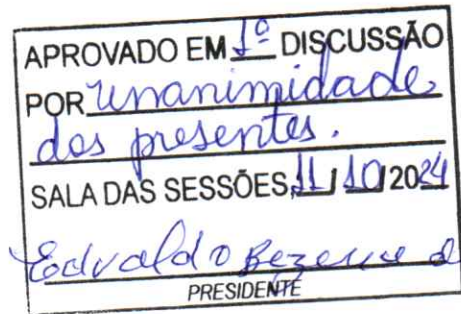 APROVADO EM 1º DISCUSSÃO
POR unanimidade
dos presentes.
SALA DAS SESSÕES, 11/10/2024
Edvaldo Bezerra d
PRESIDENTE